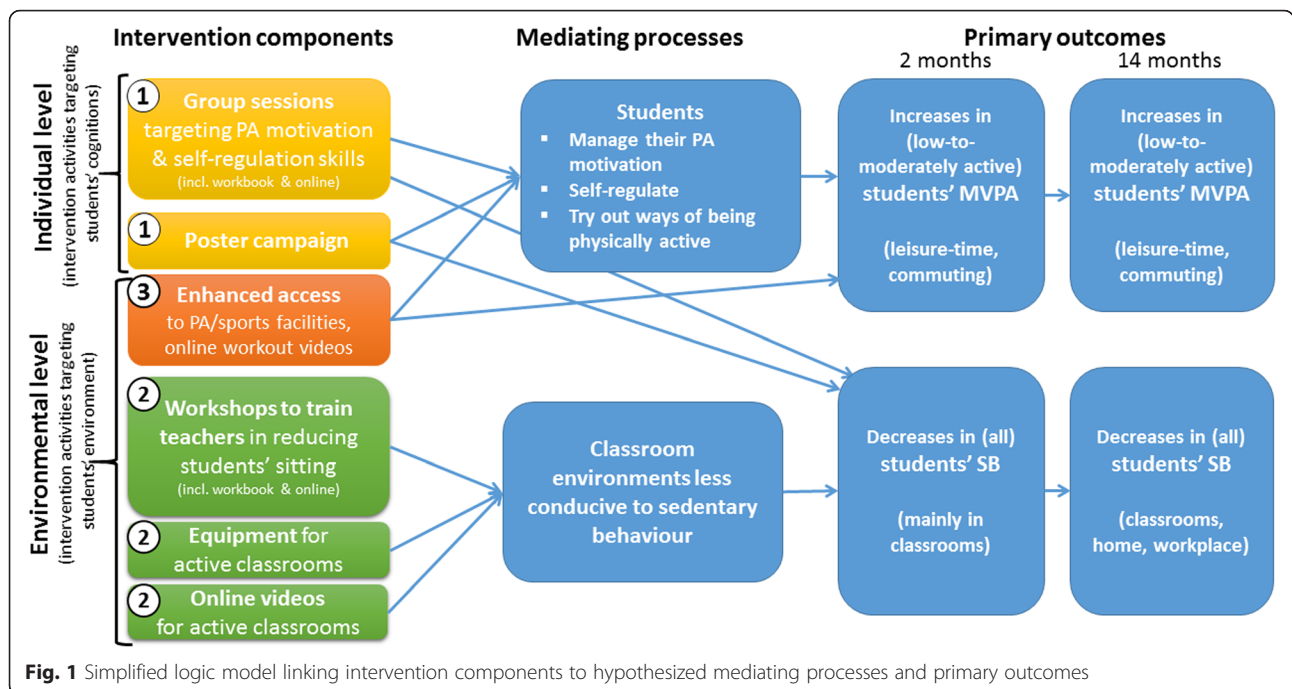 Intervention components
Mediating processes
Primary outcomes
2 months
14 months
Individual level
(intervention activities targeting
students' cognitions)
1
Group sessions
targeting PA motivation
& self-regulation skills
(incl. workbook & online)
1
Poster campaign
Environmental level
(intervention activities targeting
students' environment)
3
Enhanced access
to PA/sports facilities,
online workout videos
2
Workshops to train
teachers in reducing
students' sitting
(incl. workbook & online)
2
Equipment for
active classrooms
2
Online videos
for active classrooms
Students
▪ Manage their PA
motivation
▪ Self-regulate
▪ Try out ways of being
physically active
Classroom
environments less
conducive to sedentary
behaviour
Increases in
(low-to-
moderately active)
students' MVPA
(leisure-time,
commuting)
Increases in
(low-to-
moderately active)
students' MVPA
(leisure-time,
commuting)
Decreases in (all)
students' SB
(mainly in
classrooms)
Decreases in (all)
students' SB
(classrooms,
home, workplace)
Fig. 1 Simplified logic model linking intervention components to hypothesized mediating processes and primary outcomes